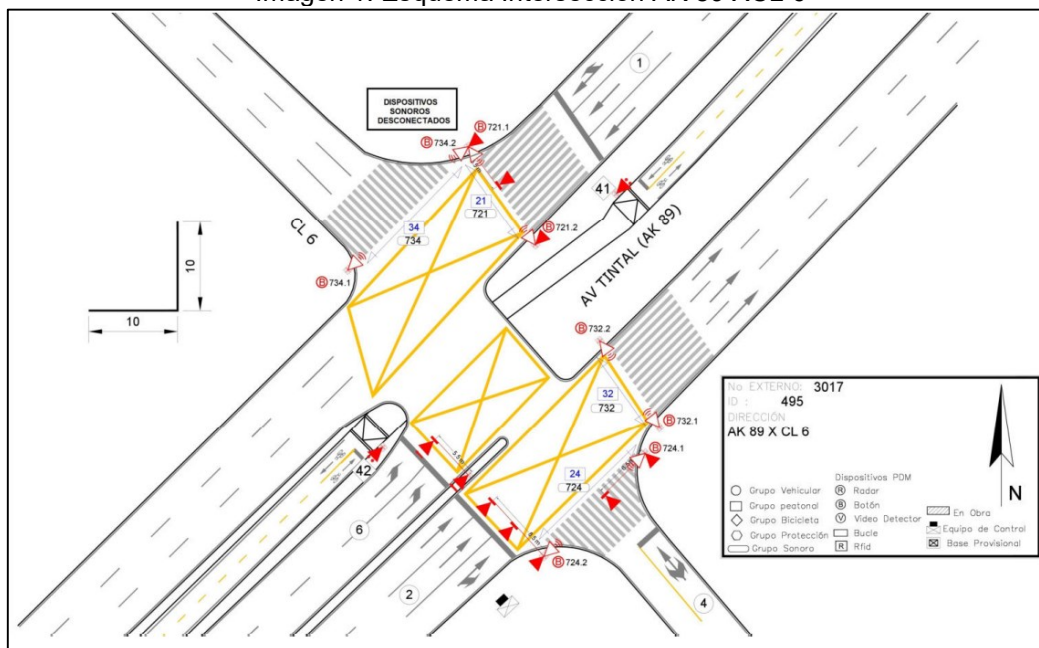 Imagen 1. Esquema Intersección AK 89 X CL 6
DISPOSITIVOS
SONOROS
DESCONECTADOS
1
B 721.1
B 734.2
41
21
721
B 721.2
CL 6
34
734
B 734.1
AV TINTAL (AK 89)
10
10
B 732.2
32
732
B 732.1
B 724.1
24
724
42
6
2
B 724.2
4
No EXTERNO: 3017
ID : 495
DIRECCIÓN
AK 89 X CL 6
N
Dispositivos PDM
Grupo Vehicular
R Radar
Grupo peatonal
B Botón
Grupo Bicicleta
V Video Detector
En Obra
Grupo Protección
Bucle
Equipo de Control
Grupo Sonoro
R Rfid
Base Provisional